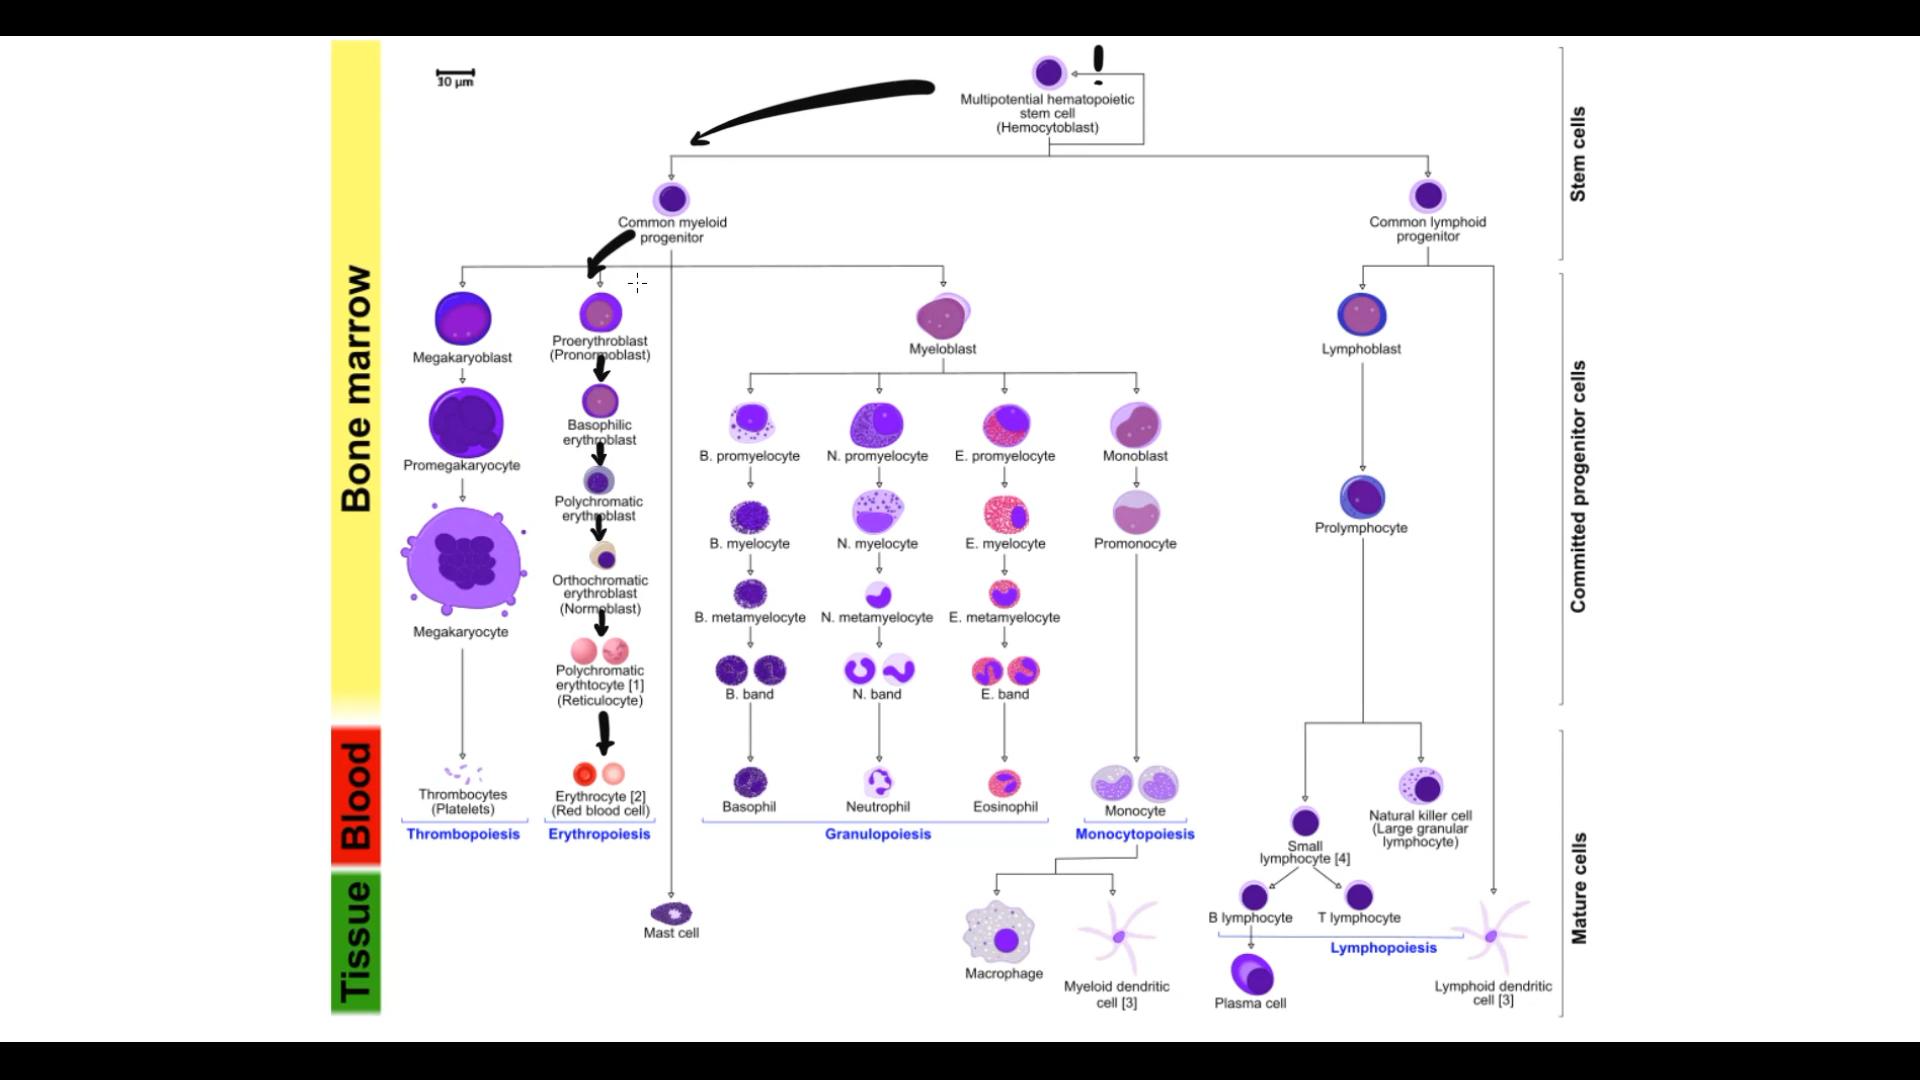 10 µm
Multipotential hematopoietic
stem cell
(Hemocytoblast)
Common myeloid
progenitor
Common lymphoid
progenitor
Megakaryoblast
Proerythroblast
(Pronormoblast)
Myeloblast
Lymphoblast
Promegakaryocyte
Basophilic
erythroblast
B. promyelocyte
N. promyelocyte
E. promyelocyte
Monoblast
Polychromatic
erythroblast
B. myelocyte
N. myelocyte
E. myelocyte
Promonocyte
Prolymphocyte
Megakaryocyte
Orthochromatic
erythroblast
(Normoblast)
B. metamyelocyte
N. metamyelocyte
E. metamyelocyte
Polychromatic
erythtocyte [1]
(Reticulocyte)
B. band
N. band
E. band
Thrombocytes
(Platelets)
Erythrocyte [2]
(Red blood cell)
Basophil
Neutrophil
Eosinophil
Monocyte
Natural killer cell
(Large granular
lymphocyte)
Small
lymphocyte [4]
Thrombopoiesis
Erythropoiesis
Granulopoiesis
Monocytopoiesis
Mast cell
B lymphocyte
T lymphocyte
Lymphopoiesis
Macrophage
Myeloid dendritic
cell [3]
Plasma cell
Lymphoid dendritic
cell [3]
Bone marrow
Blood
Tissue
Stem cells
Committed progenitor cells
Mature cells